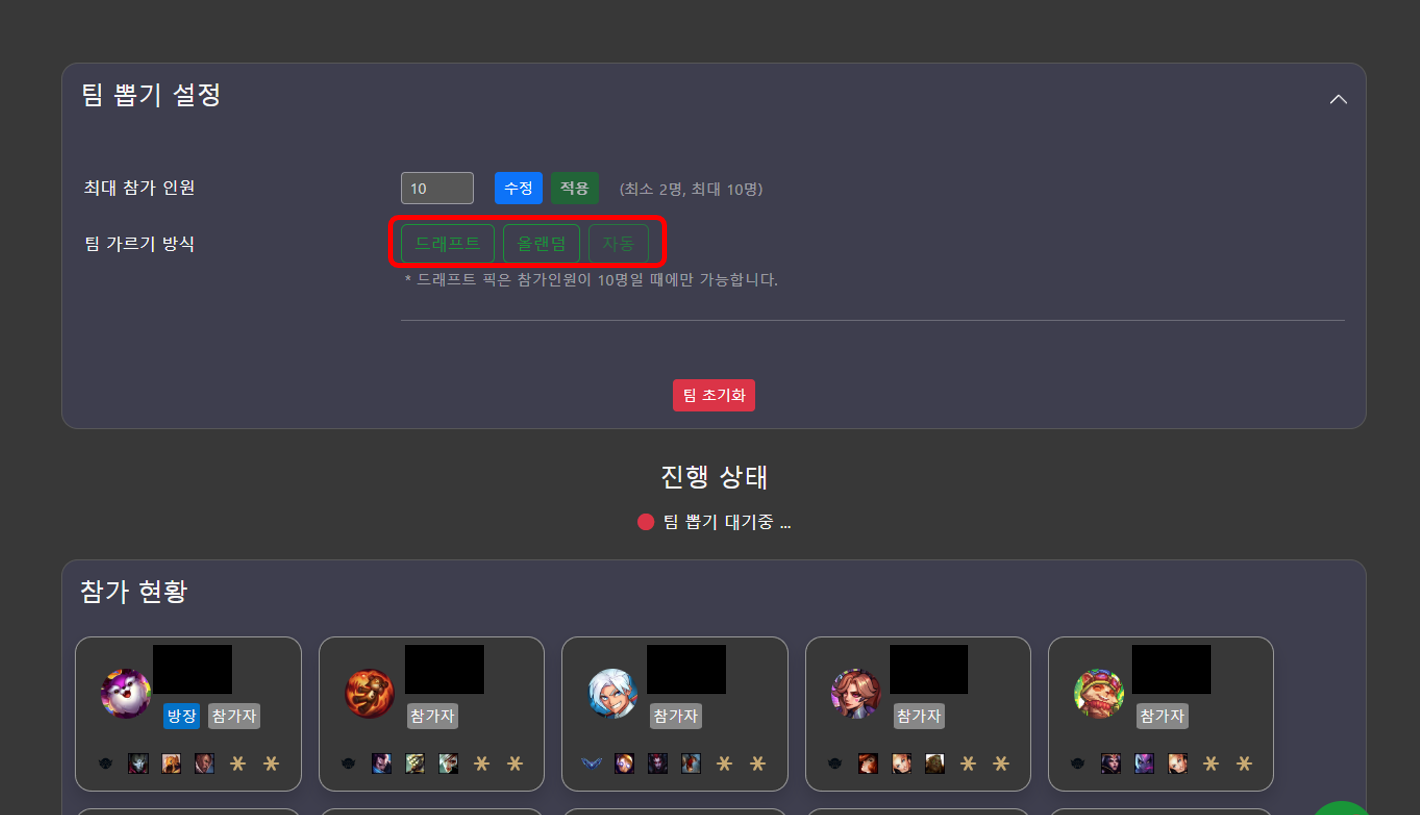 팀 뽑기 설정
최대 참가 인원 10 수정 적용 (최소 2명, 최대 10명)
팀 가르기 방식 드래프트 올랜덤 자동
* 드래프트 픽은 참가인원이 10명일 때에만 가능합니다.
팀 초기화
진행 상태
팀 뽑기 대기중 ...
참가 현황
방장 참가자 참가자 참가자 참가자 참가자